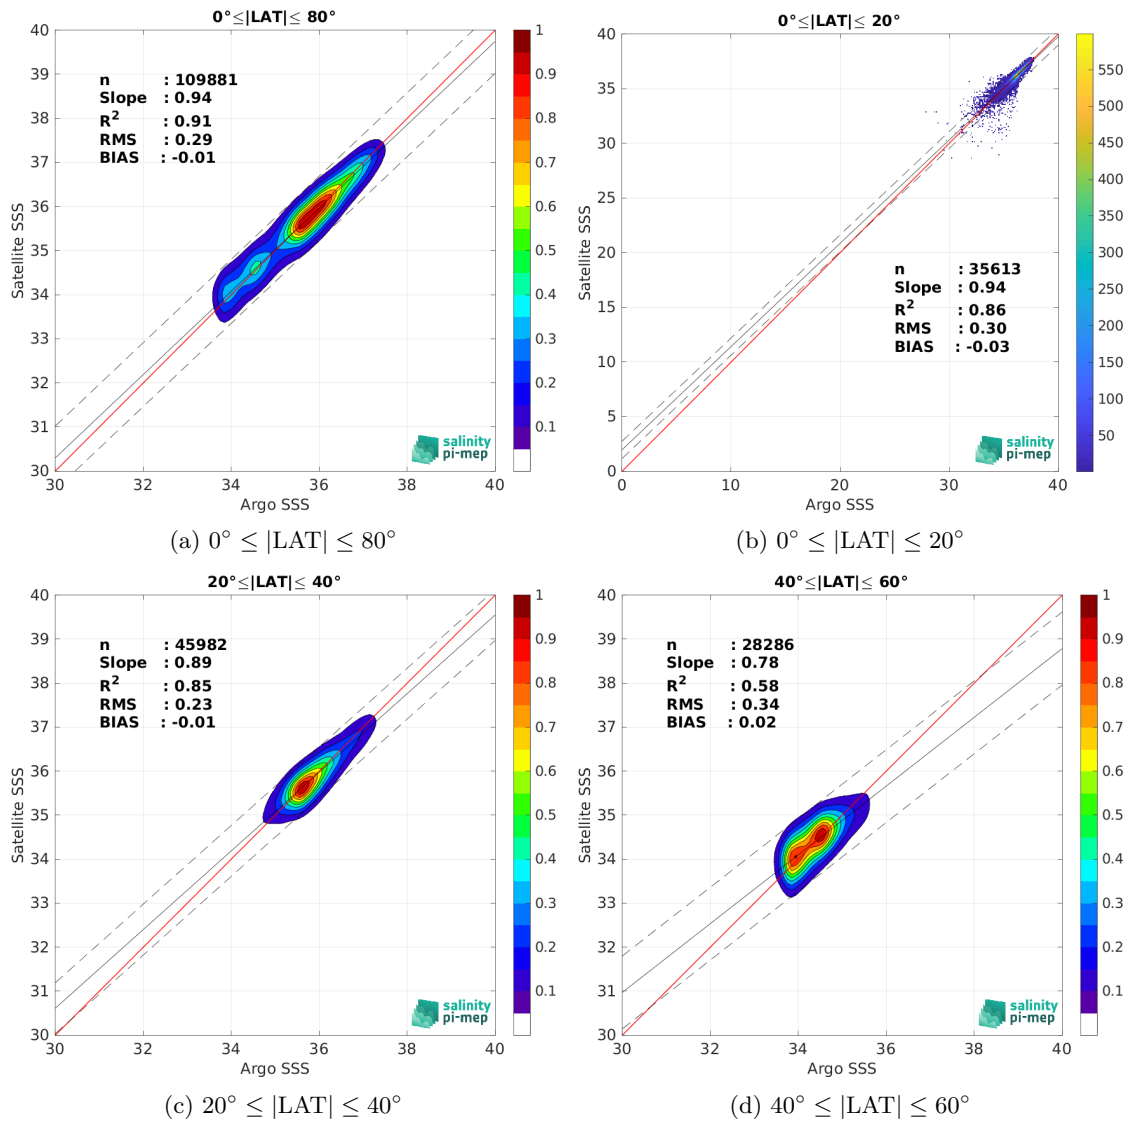 0°≤|LAT|≤ 80°
40
39
38
37
36
35
34
33
32
31
30
Satellite SSS
n : 109881
Slope : 0.94
R2 : 0.91
RMS : 0.29
BIAS : -0.01
salinity
pi-mep
30 32 34 36 38 40
Argo SSS
1
0.9
0.8
0.7
0.6
0.5
0.4
0.3
0.2
0.1
(a) 0° ≤ |LAT| ≤ 80°
0°≤|LAT|≤ 20°
40
35
30
25
20
15
10
5
0
Satellite SSS
n : 35613
Slope : 0.94
R2 : 0.86
RMS : 0.30
BIAS : -0.03
salinity
pi-mep
0 10 20 30 40
Argo SSS
550
500
450
400
350
300
250
200
150
100
50
(b) 0° ≤ |LAT| ≤ 20°
20°≤|LAT|≤ 40°
40
39
38
37
36
35
34
33
32
31
30
Satellite SSS
n : 45982
Slope : 0.89
R2 : 0.85
RMS : 0.23
BIAS : -0.01
salinity
pi-mep
30 32 34 36 38 40
Argo SSS
1
0.9
0.8
0.7
0.6
0.5
0.4
0.3
0.2
0.1
(c) 20° ≤ |LAT| ≤ 40°
40°≤|LAT|≤ 60°
40
39
38
37
36
35
34
33
32
31
30
Satellite SSS
n : 28286
Slope : 0.78
R2 : 0.58
RMS : 0.34
BIAS : 0.02
salinity
pi-mep
30 32 34 36 38 40
Argo SSS
1
0.9
0.8
0.7
0.6
0.5
0.4
0.3
0.2
0.1
(d) 40° ≤ |LAT| ≤ 60°